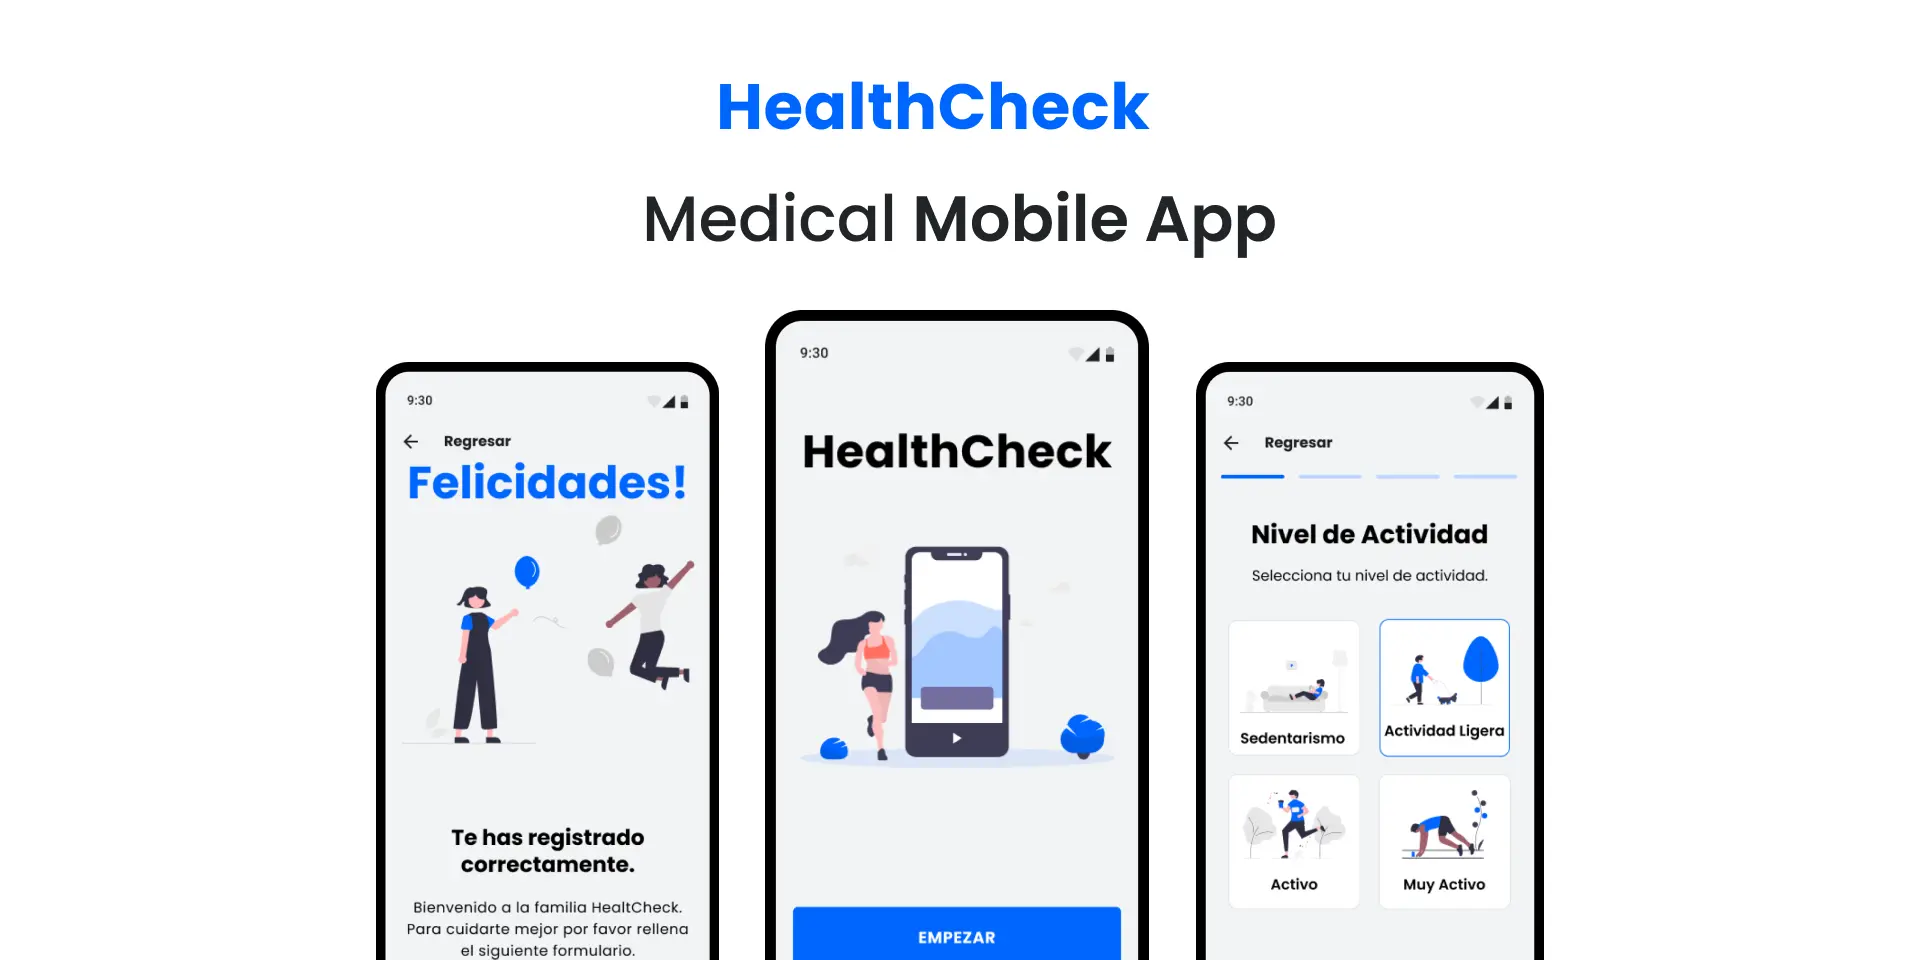 HealthCheck
Medical Mobile App
9:30
Regresar
Felicidades!
Te has registrado
correctamente.
Bienvenido a la familia HealtCheck.
Para cuidarte mejor por favor rellena
el siguiente formulario.
9:30
HealthCheck
EMPEZAR
9:30
Regresar
Nivel de Actividad
Selecciona tu nivel de actividad.
Sedentarismo
Actividad Ligera
Activo
Muy Activo